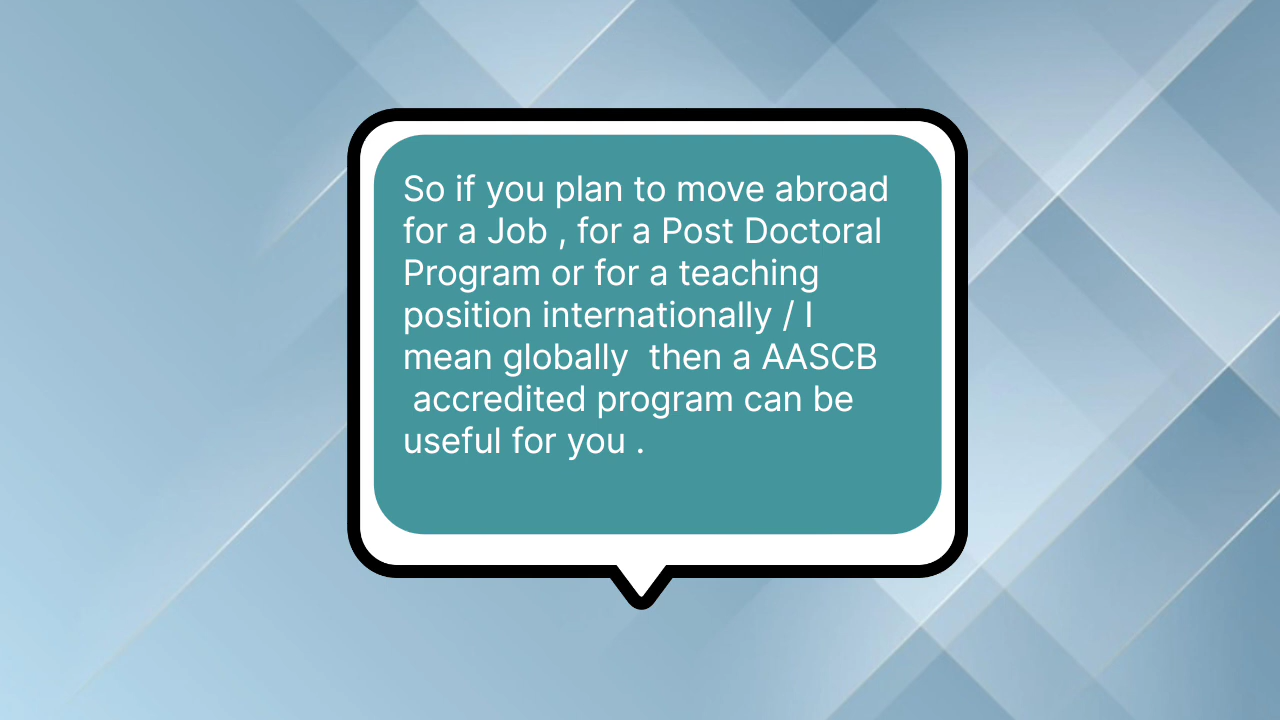 So if you plan to move abroad
for a Job , for a Post Doctoral
Program or for a teaching
position internationally / I
mean globally  then a AASCB
 accredited program can be
useful for you .